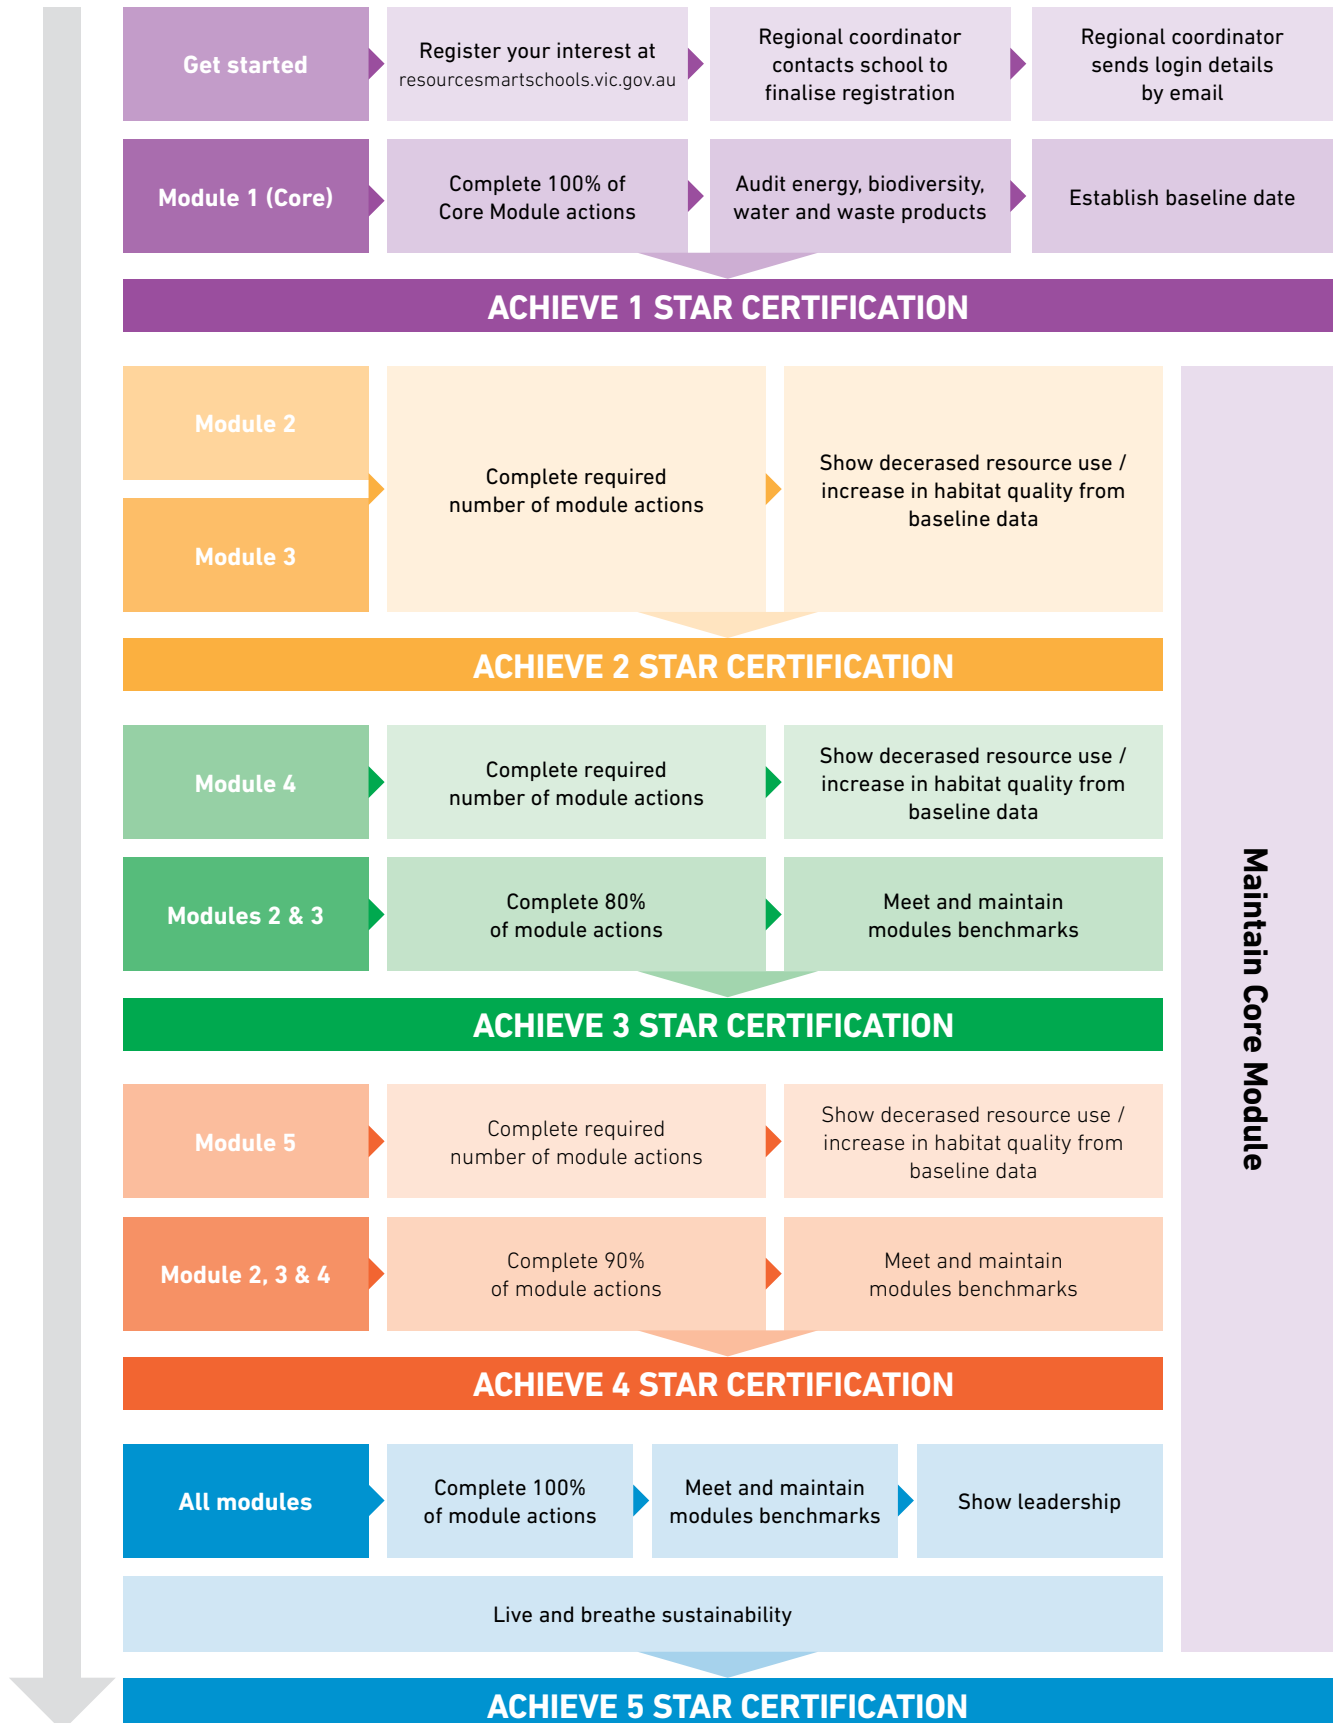 Get started
Register your interest at
resourcesmartschools.vic.gov.au
Regional coordinator
contacts school to
finalise registration
Regional coordinator
sends login details
by email
Module 1 (Core)
Complete 100% of
Core Module actions
Audit energy, biodiversity,
water and waste products
Establish baseline date
ACHIEVE 1 STAR CERTIFICATION
Module 2
Module 3
Complete required
number of module actions
Show decerased resource use /
increase in habitat quality from
baseline data
ACHIEVE 2 STAR CERTIFICATION
Module 4
Complete required
number of module actions
Show decerased resource use /
increase in habitat quality from
baseline data
Modules 2 & 3
Complete 80%
of module actions
Meet and maintain
modules benchmarks
ACHIEVE 3 STAR CERTIFICATION
Module 5
Complete required
number of module actions
Show decerased resource use /
increase in habitat quality from
baseline data
Module 2, 3 & 4
Complete 90%
of module actions
Meet and maintain
modules benchmarks
ACHIEVE 4 STAR CERTIFICATION
All modules
Complete 100%
of module actions
Meet and maintain
modules benchmarks
Show leadership
Live and breathe sustainability
Maintain Core Module
ACHIEVE 5 STAR CERTIFICATION